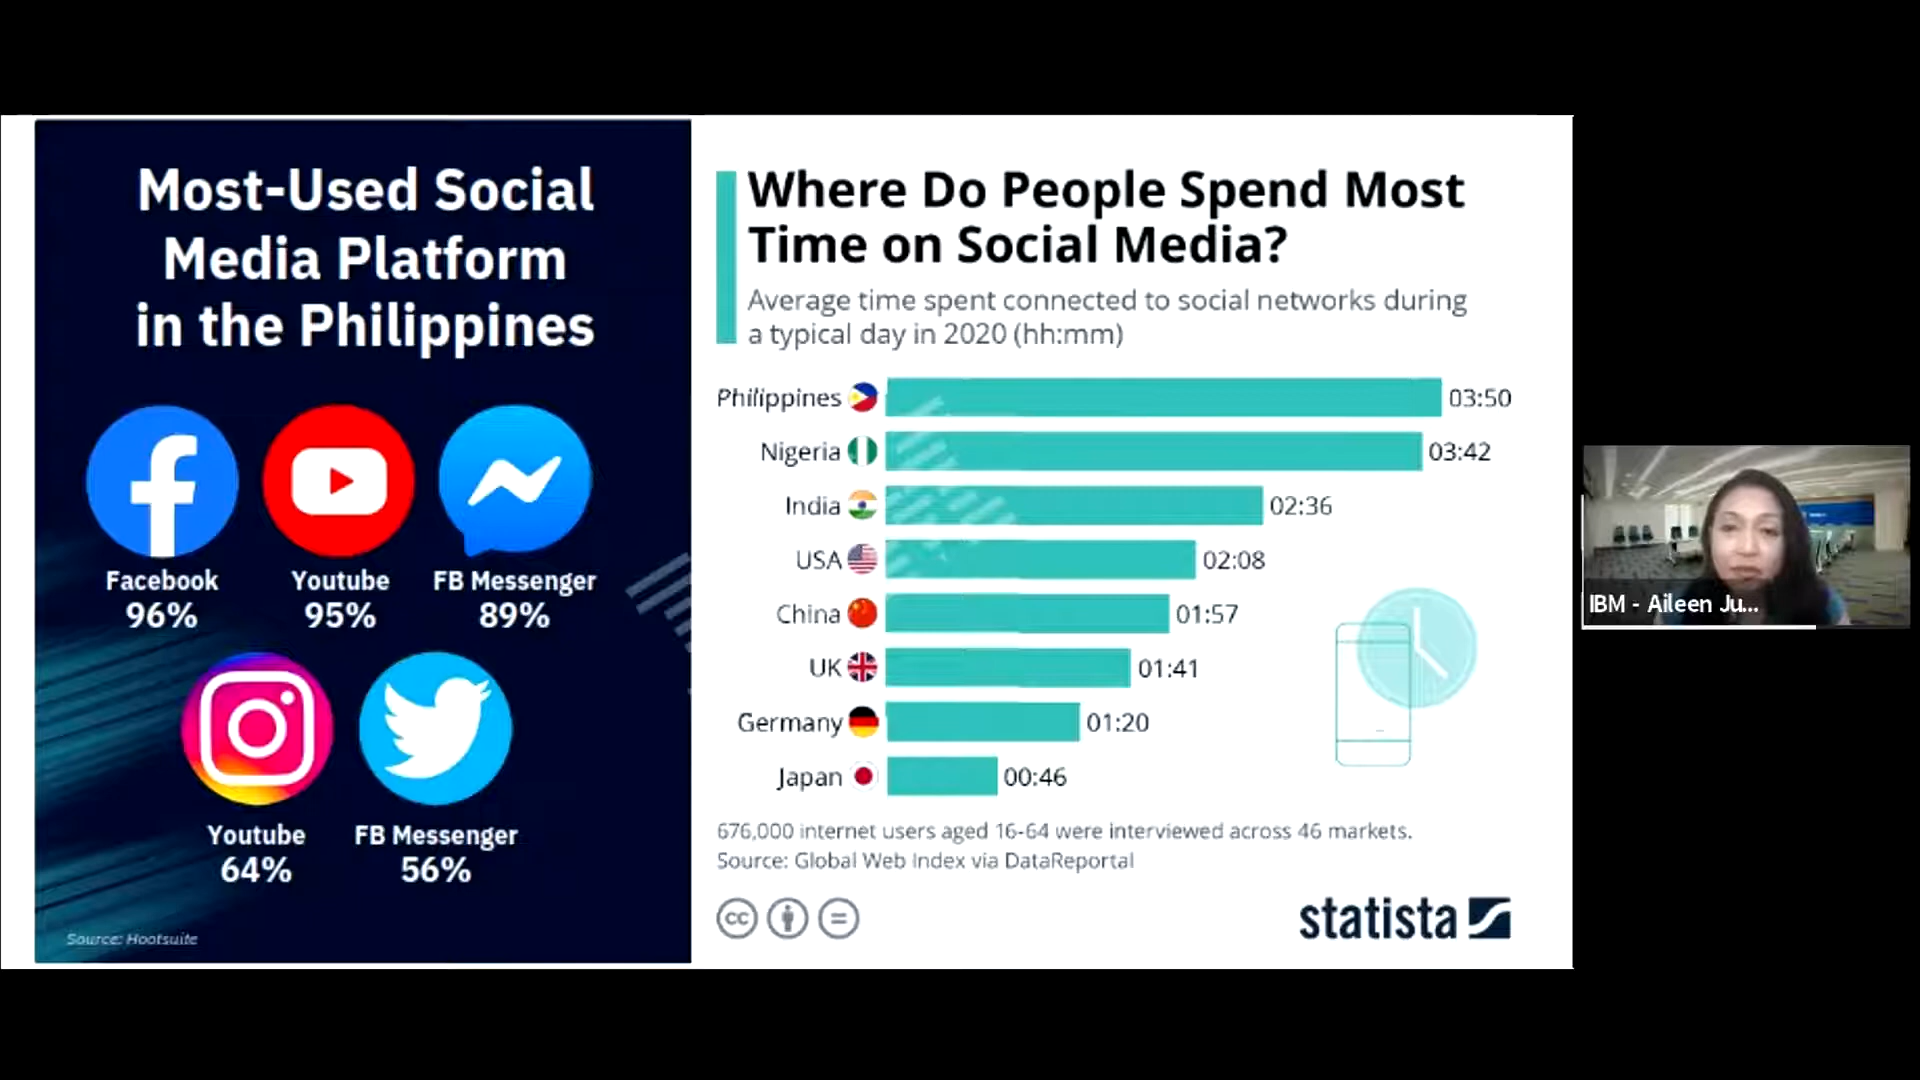 Most-Used Social
Media Platform
in the Philippines
Facebook
96%
Youtube
95%
FB Messenger
89%
Youtube
64%
FB Messenger
56%
Source: Hootsuite
Where Do People Spend Most
Time on Social Media?
Average time spent connected to social networks during
a typical day in 2020 (hh:mm)
Philippines 03:50
Nigeria 03:42
India 02:36
USA 02:08
China 01:57
UK 01:41
Germany 01:20
Japan 00:46
676,000 internet users aged 16-64 were interviewed across 46 markets.
Source: Global Web Index via DataReportal
cc
statista
IBM - Aileen Ju...